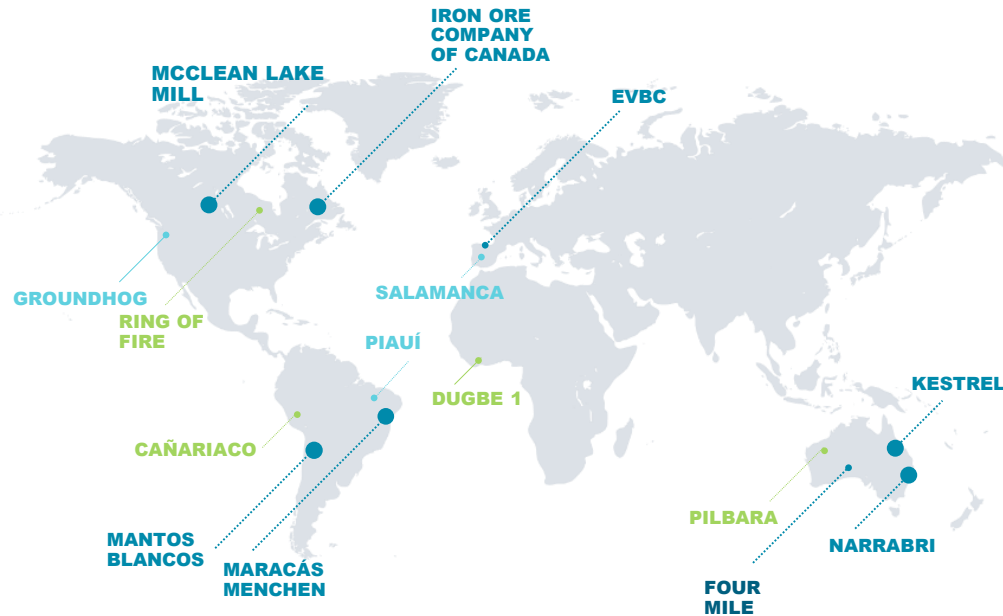 IRON ORE
COMPANY
OF CANADA
MCCLEAN LAKE
MILL
EVBC
GROUNDHOG
RING OF
FIRE
SALAMANCA
PIAUÍ
DUGBE 1
KESTREL
CAÑARIACO
PILBARA
MANTOS
BLANCOS
MARACÁS
MENCHEN
NARRABRI
FOUR
MILE